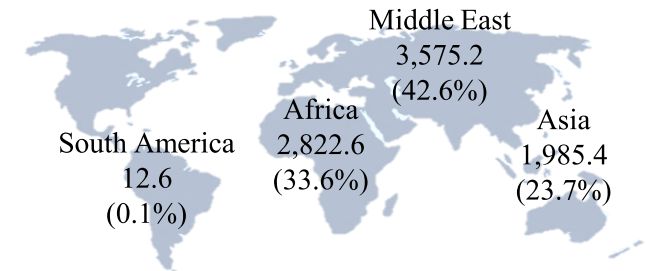 Middle East
3,575.2
(42.6%)
Africa
2,822.6
(33.6%)
Asia
1,985.4
(23.7%)
South America
12.6
(0.1%)